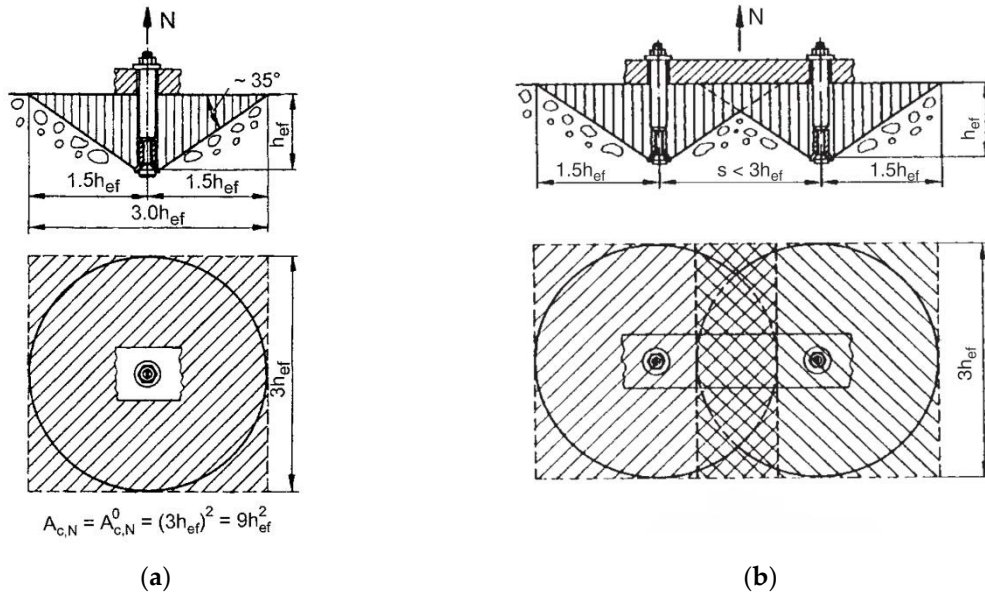 N
~ 35°
h_ef
1.5h_ef 1.5h_ef
3.0h_ef
3h_ef
A_c,N = A⁰_c,N = (3h_ef)² = 9h²_ef
(a)
N
h_ef
1.5h_ef s < 3h_ef 1.5h_ef
3h_ef
(b)